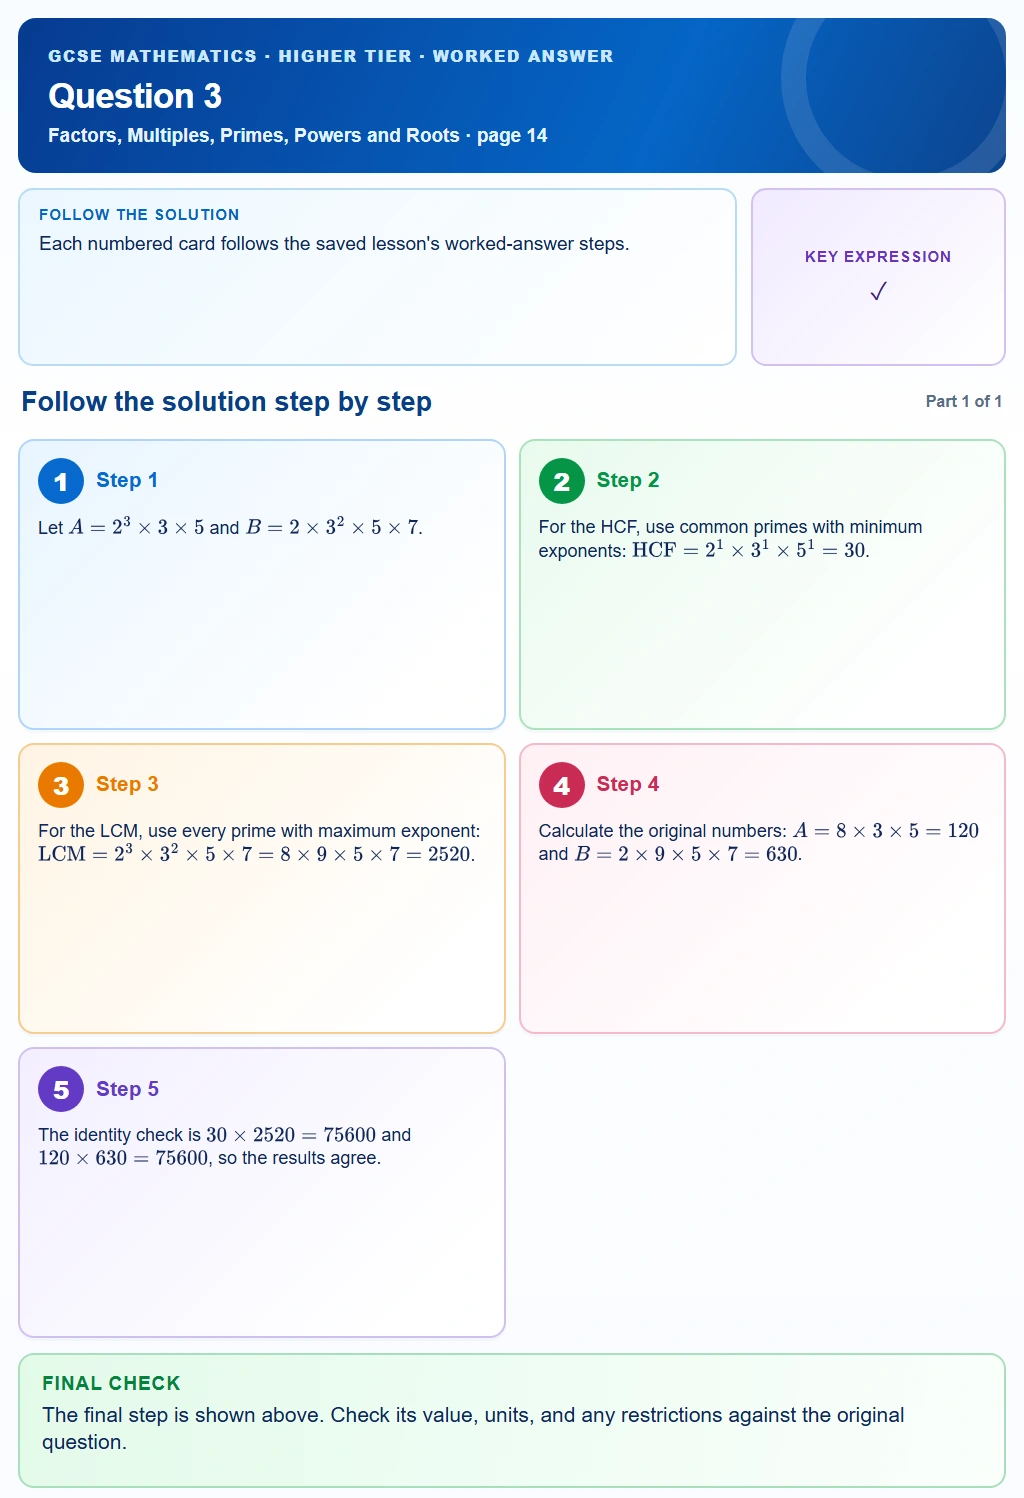 GCSE MATHEMATICS · HIGHER TIER · WORKED ANSWER
Question 3
Factors, Multiples, Primes, Powers and Roots · page 14
FOLLOW THE SOLUTION
Each numbered card follows the saved lesson's worked-answer steps.
KEY EXPRESSION
✓
Follow the solution step by step
Part 1 of 1
1 Step 1
Let A = 2³ × 3 × 5 and B = 2 × 3² × 5 × 7.
2 Step 2
For the HCF, use common primes with minimum
exponents: HCF = 2¹ × 3¹ × 5¹ = 30.
3 Step 3
For the LCM, use every prime with maximum exponent:
LCM = 2³ × 3² × 5 × 7 = 8 × 9 × 5 × 7 = 2520.
4 Step 4
Calculate the original numbers: A = 8 × 3 × 5 = 120
and B = 2 × 9 × 5 × 7 = 630.
5 Step 5
The identity check is 30 × 2520 = 75600 and
120 × 630 = 75600, so the results agree.
FINAL CHECK
The final step is shown above. Check its value, units, and any restrictions against the original
question.